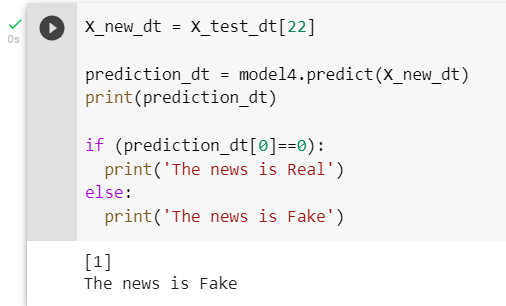 X_new_dt = X_test_dt[22]
prediction_dt = model4.predict(X_new_dt)
print(prediction_dt)
if (prediction_dt[0]==0):
  print('The news is Real')
else:
  print('The news is Fake')
0s
[1]
The news is Fake